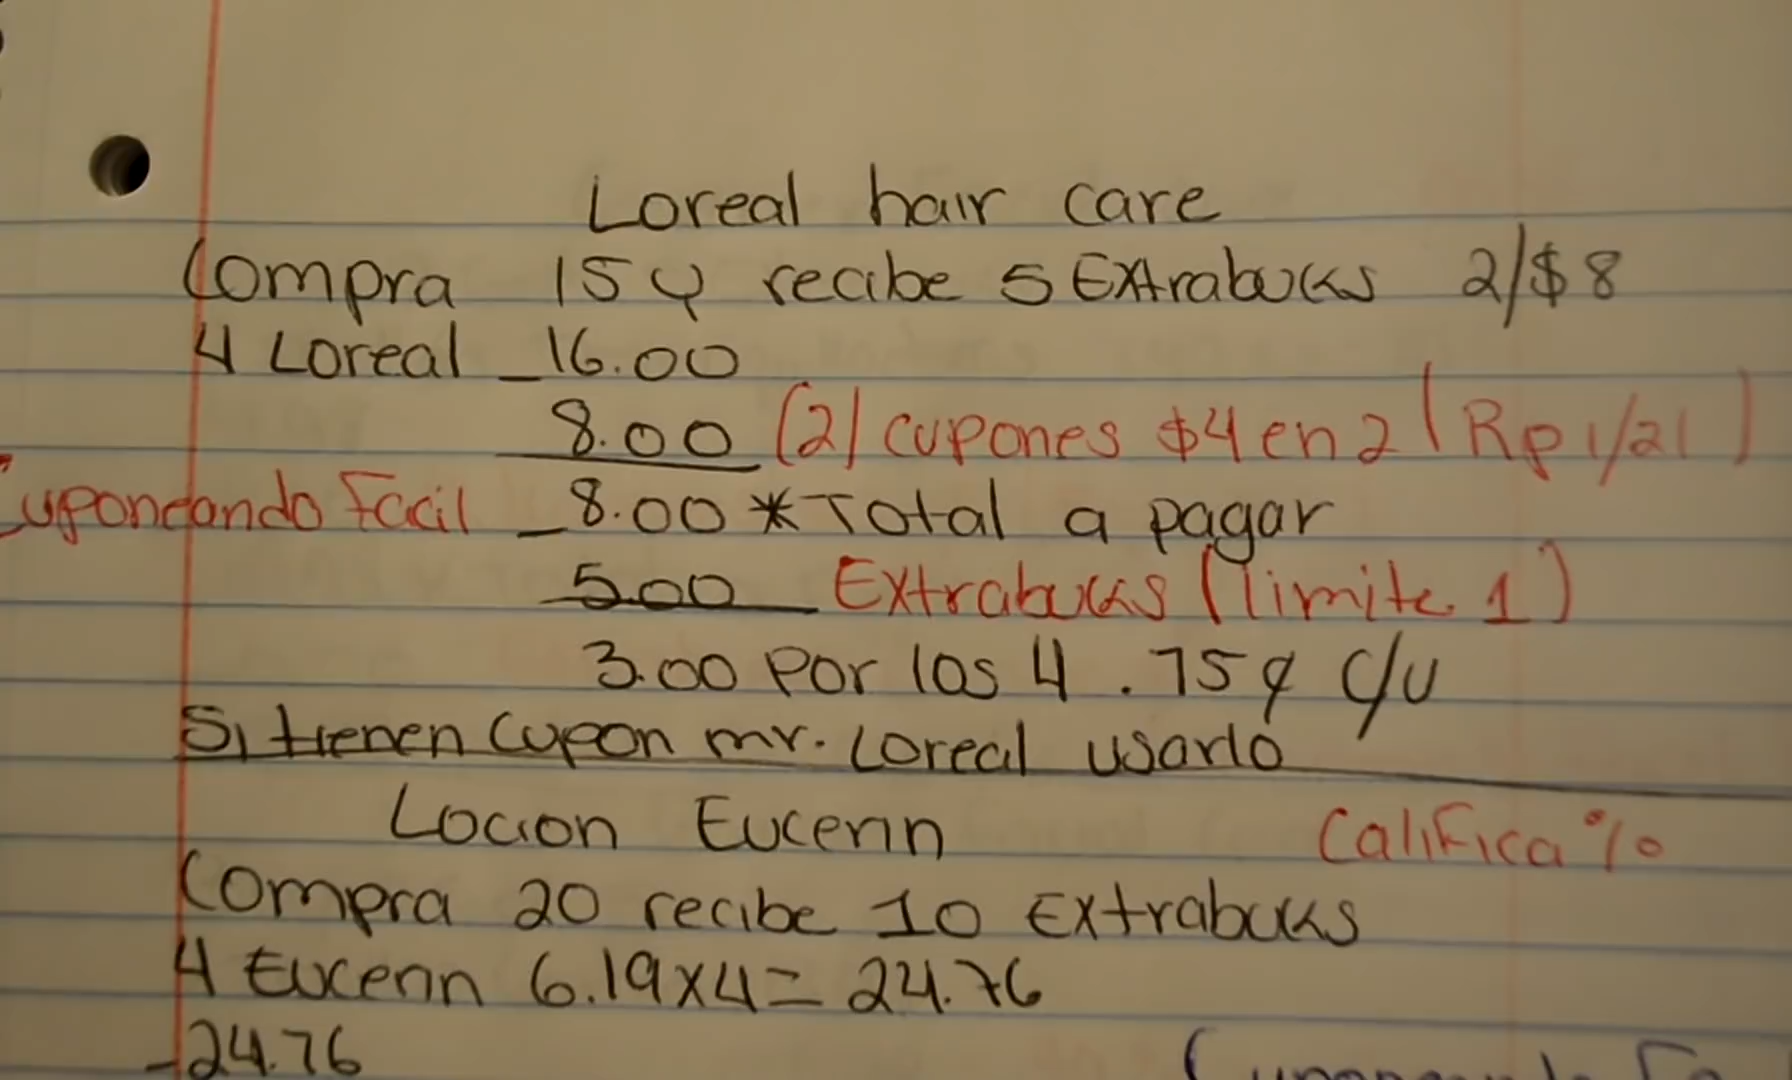 Loreal hair care
Compra 15 y recibe 5 Extrabucks 2/$8
4 Loreal _ 16.00
8.00 (2) cupones $4 en 2 (Rp 1/21)
Cuponeando Facil _ 8.00 * Total a pagar
5.00 Extrabucks (limite 1)
3.00 Por los 4 .75¢ c/u
Si tienen cupon mr. Loreal usarlo
Locion Eucerin Califica %
Compra 20 recibe 10 Extrabucks
4 Eucerin 6.19x4= 24.76
-24.76